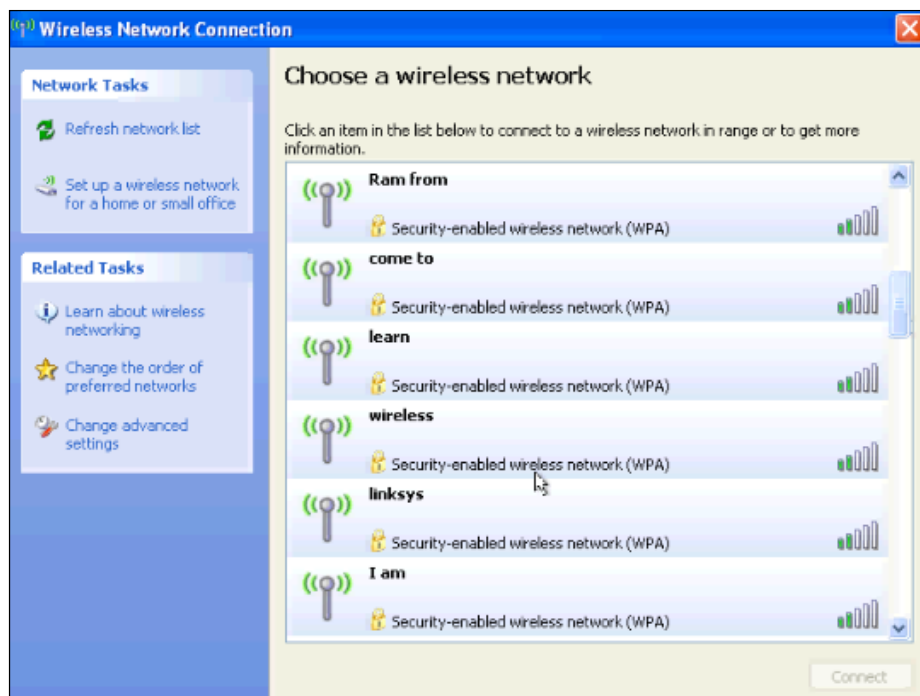 Wireless Network Connection
Network Tasks
Refresh network list
Set up a wireless network
for a home or small office
Related Tasks
Learn about wireless
networking
Change the order of
preferred networks
Change advanced
settings
Choose a wireless network
Click an item in the list below to connect to a wireless network in range or to get more
information.
Ram from
Security-enabled wireless network (WPA)
come to
Security-enabled wireless network (WPA)
learn
Security-enabled wireless network (WPA)
wireless
Security-enabled wireless network (WPA)
linksys
Security-enabled wireless network (WPA)
I am
Security-enabled wireless network (WPA)
Connect